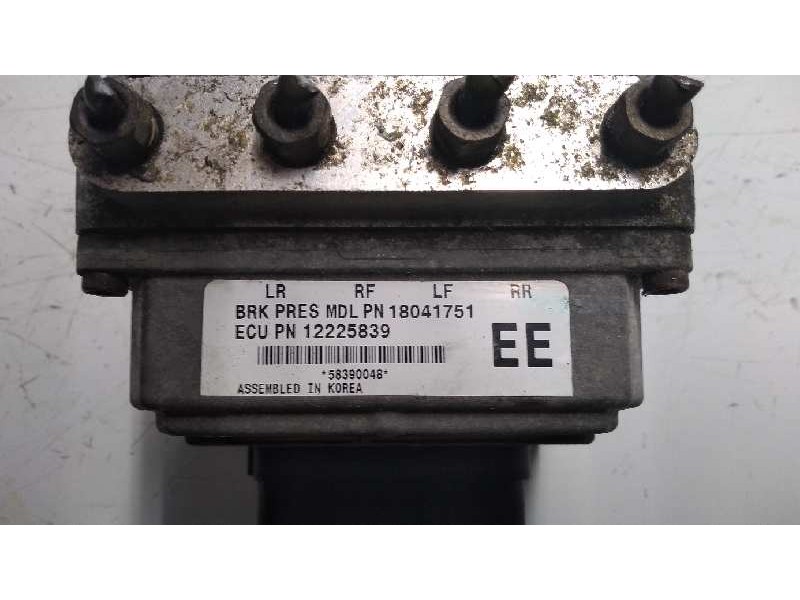 LR RF LF RR
BRK PRES MDL PN 18041751
ECU PN 12225839
EE
*58390048*
ASSEMBLED IN KOREA